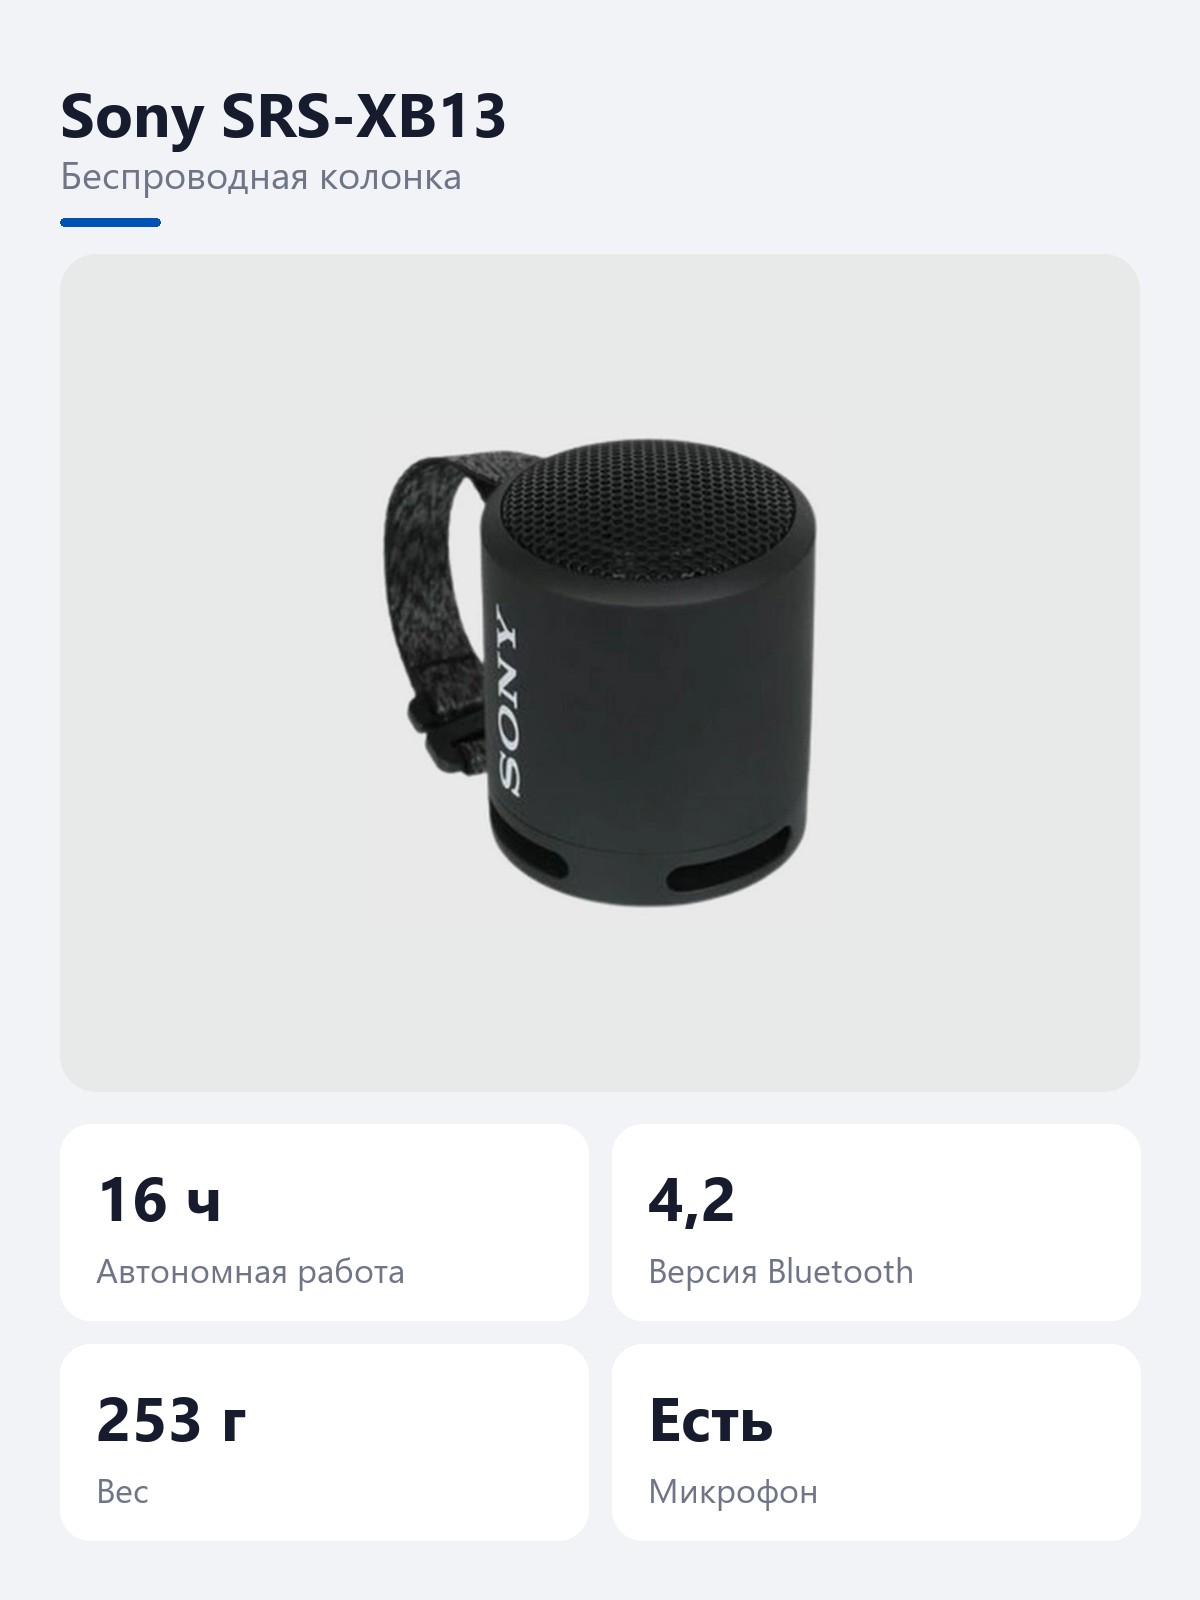 Sony SRS-XB13
Беспроводная колонка
SONY
16 ч
Автономная работа
4,2
Версия Bluetooth
253 г
Вес
Есть
Микрофон